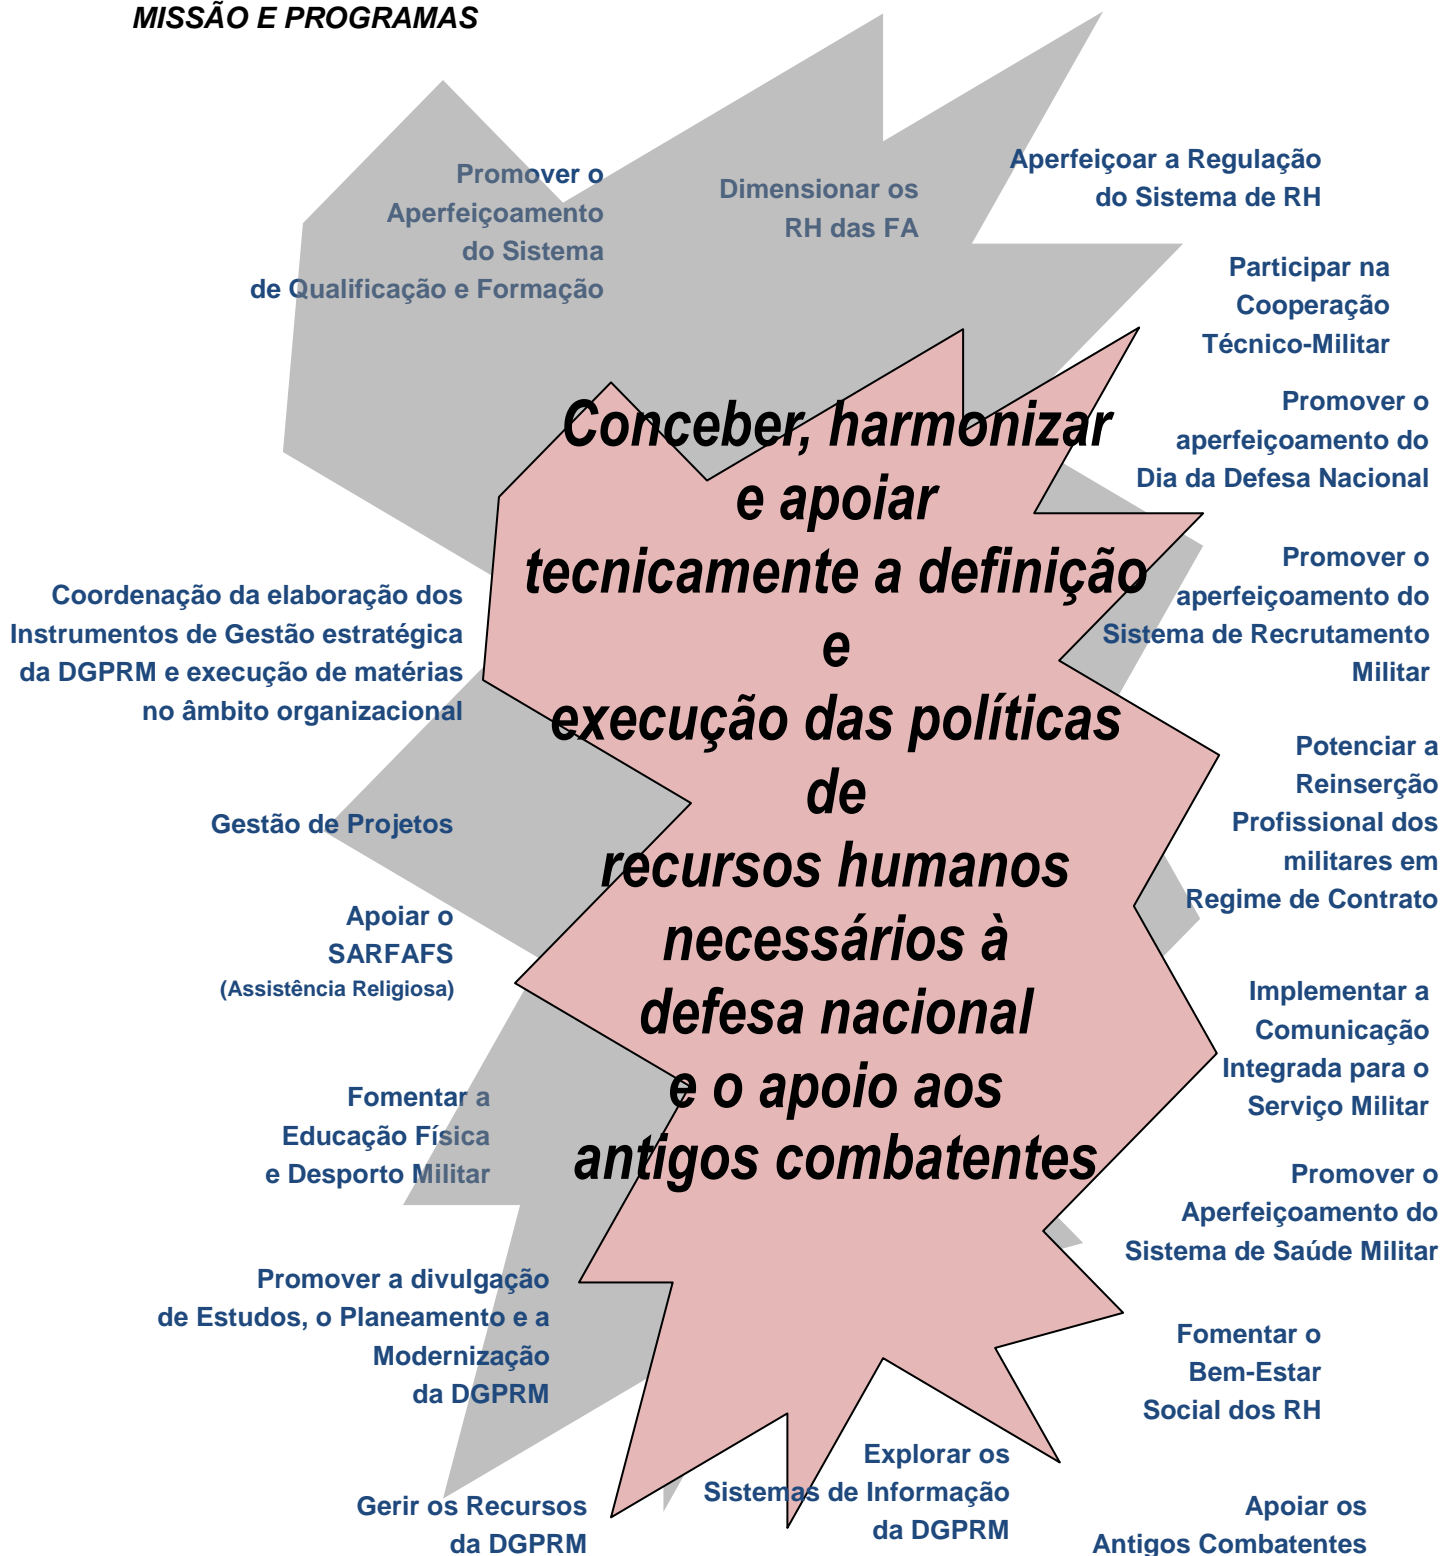 MISSÃO E PROGRAMAS
Promover o
Aperfeiçoamento
do Sistema
de Qualificação e Formação
Dimensionar os
RH das FA
Aperfeiçoar a Regulação
do Sistema de RH
Participar na
Cooperação
Técnico-Militar
Promover o
aperfeiçoamento do
Dia da Defesa Nacional
Promover o
aperfeiçoamento do
Sistema de Recrutamento
Militar
Potenciar a
Reinserção
Profissional dos
militares em
Regime de Contrato
Implementar a
Comunicação
Integrada para o
Serviço Militar
Promover o
Aperfeiçoamento do
Sistema de Saúde Militar
Fomentar o
Bem-Estar
Social dos RH
Apoiar os
Antigos Combatentes
Explorar os
Sistemas de Informação
da DGPRM
Gerir os Recursos
da DGPRM
Promover a divulgação
de Estudos, o Planeamento e a
Modernização
da DGPRM
Fomentar a
Educação Física
e Desporto Militar
Apoiar o
SARFAFS
(Assistência Religiosa)
Gestão de Projetos
Coordenação da elaboração dos
Instrumentos de Gestão estratégica
da DGPRM e execução de matérias
no âmbito organizacional
Conceber, harmonizar
e apoiar
tecnicamente a definição
e
execução das políticas
de
recursos humanos
necessários à
defesa nacional
e o apoio aos
antigos combatentes